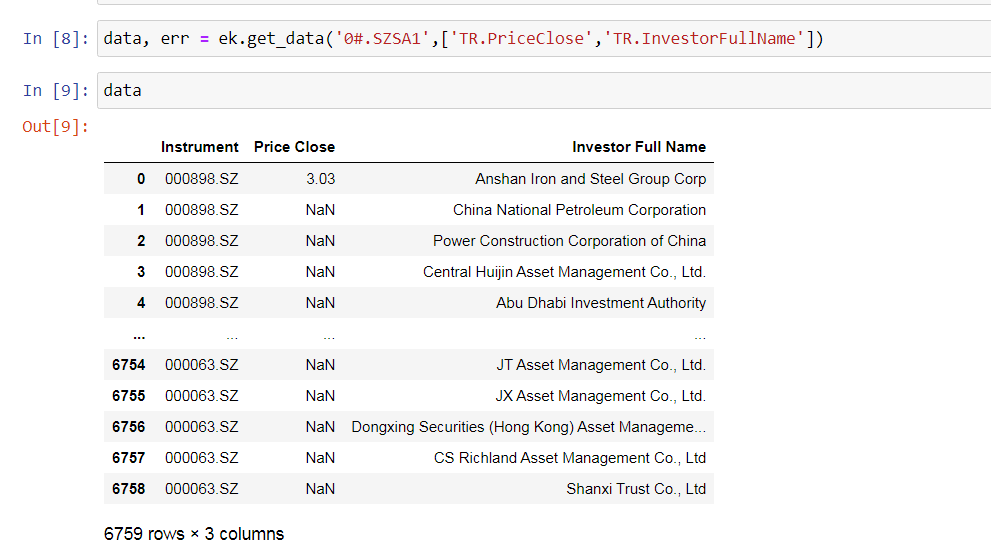 In [8]: data, err = ek.get_data('0#.SZSA1',['TR.PriceClose','TR.InvestorFullName'])
In [9]: data
Out[9]:
Instrument Price Close Investor Full Name
0 000898.SZ 3.03 Anshan Iron and Steel Group Corp
1 000898.SZ NaN China National Petroleum Corporation
2 000898.SZ NaN Power Construction Corporation of China
3 000898.SZ NaN Central Huijin Asset Management Co., Ltd.
4 000898.SZ NaN Abu Dhabi Investment Authority
... ... ... ...
6754 000063.SZ NaN JT Asset Management Co., Ltd.
6755 000063.SZ NaN JX Asset Management Co., Ltd.
6756 000063.SZ NaN Dongxing Securities (Hong Kong) Asset Manageme...
6757 000063.SZ NaN CS Richland Asset Management Co., Ltd
6758 000063.SZ NaN Shanxi Trust Co., Ltd
6759 rows × 3 columns